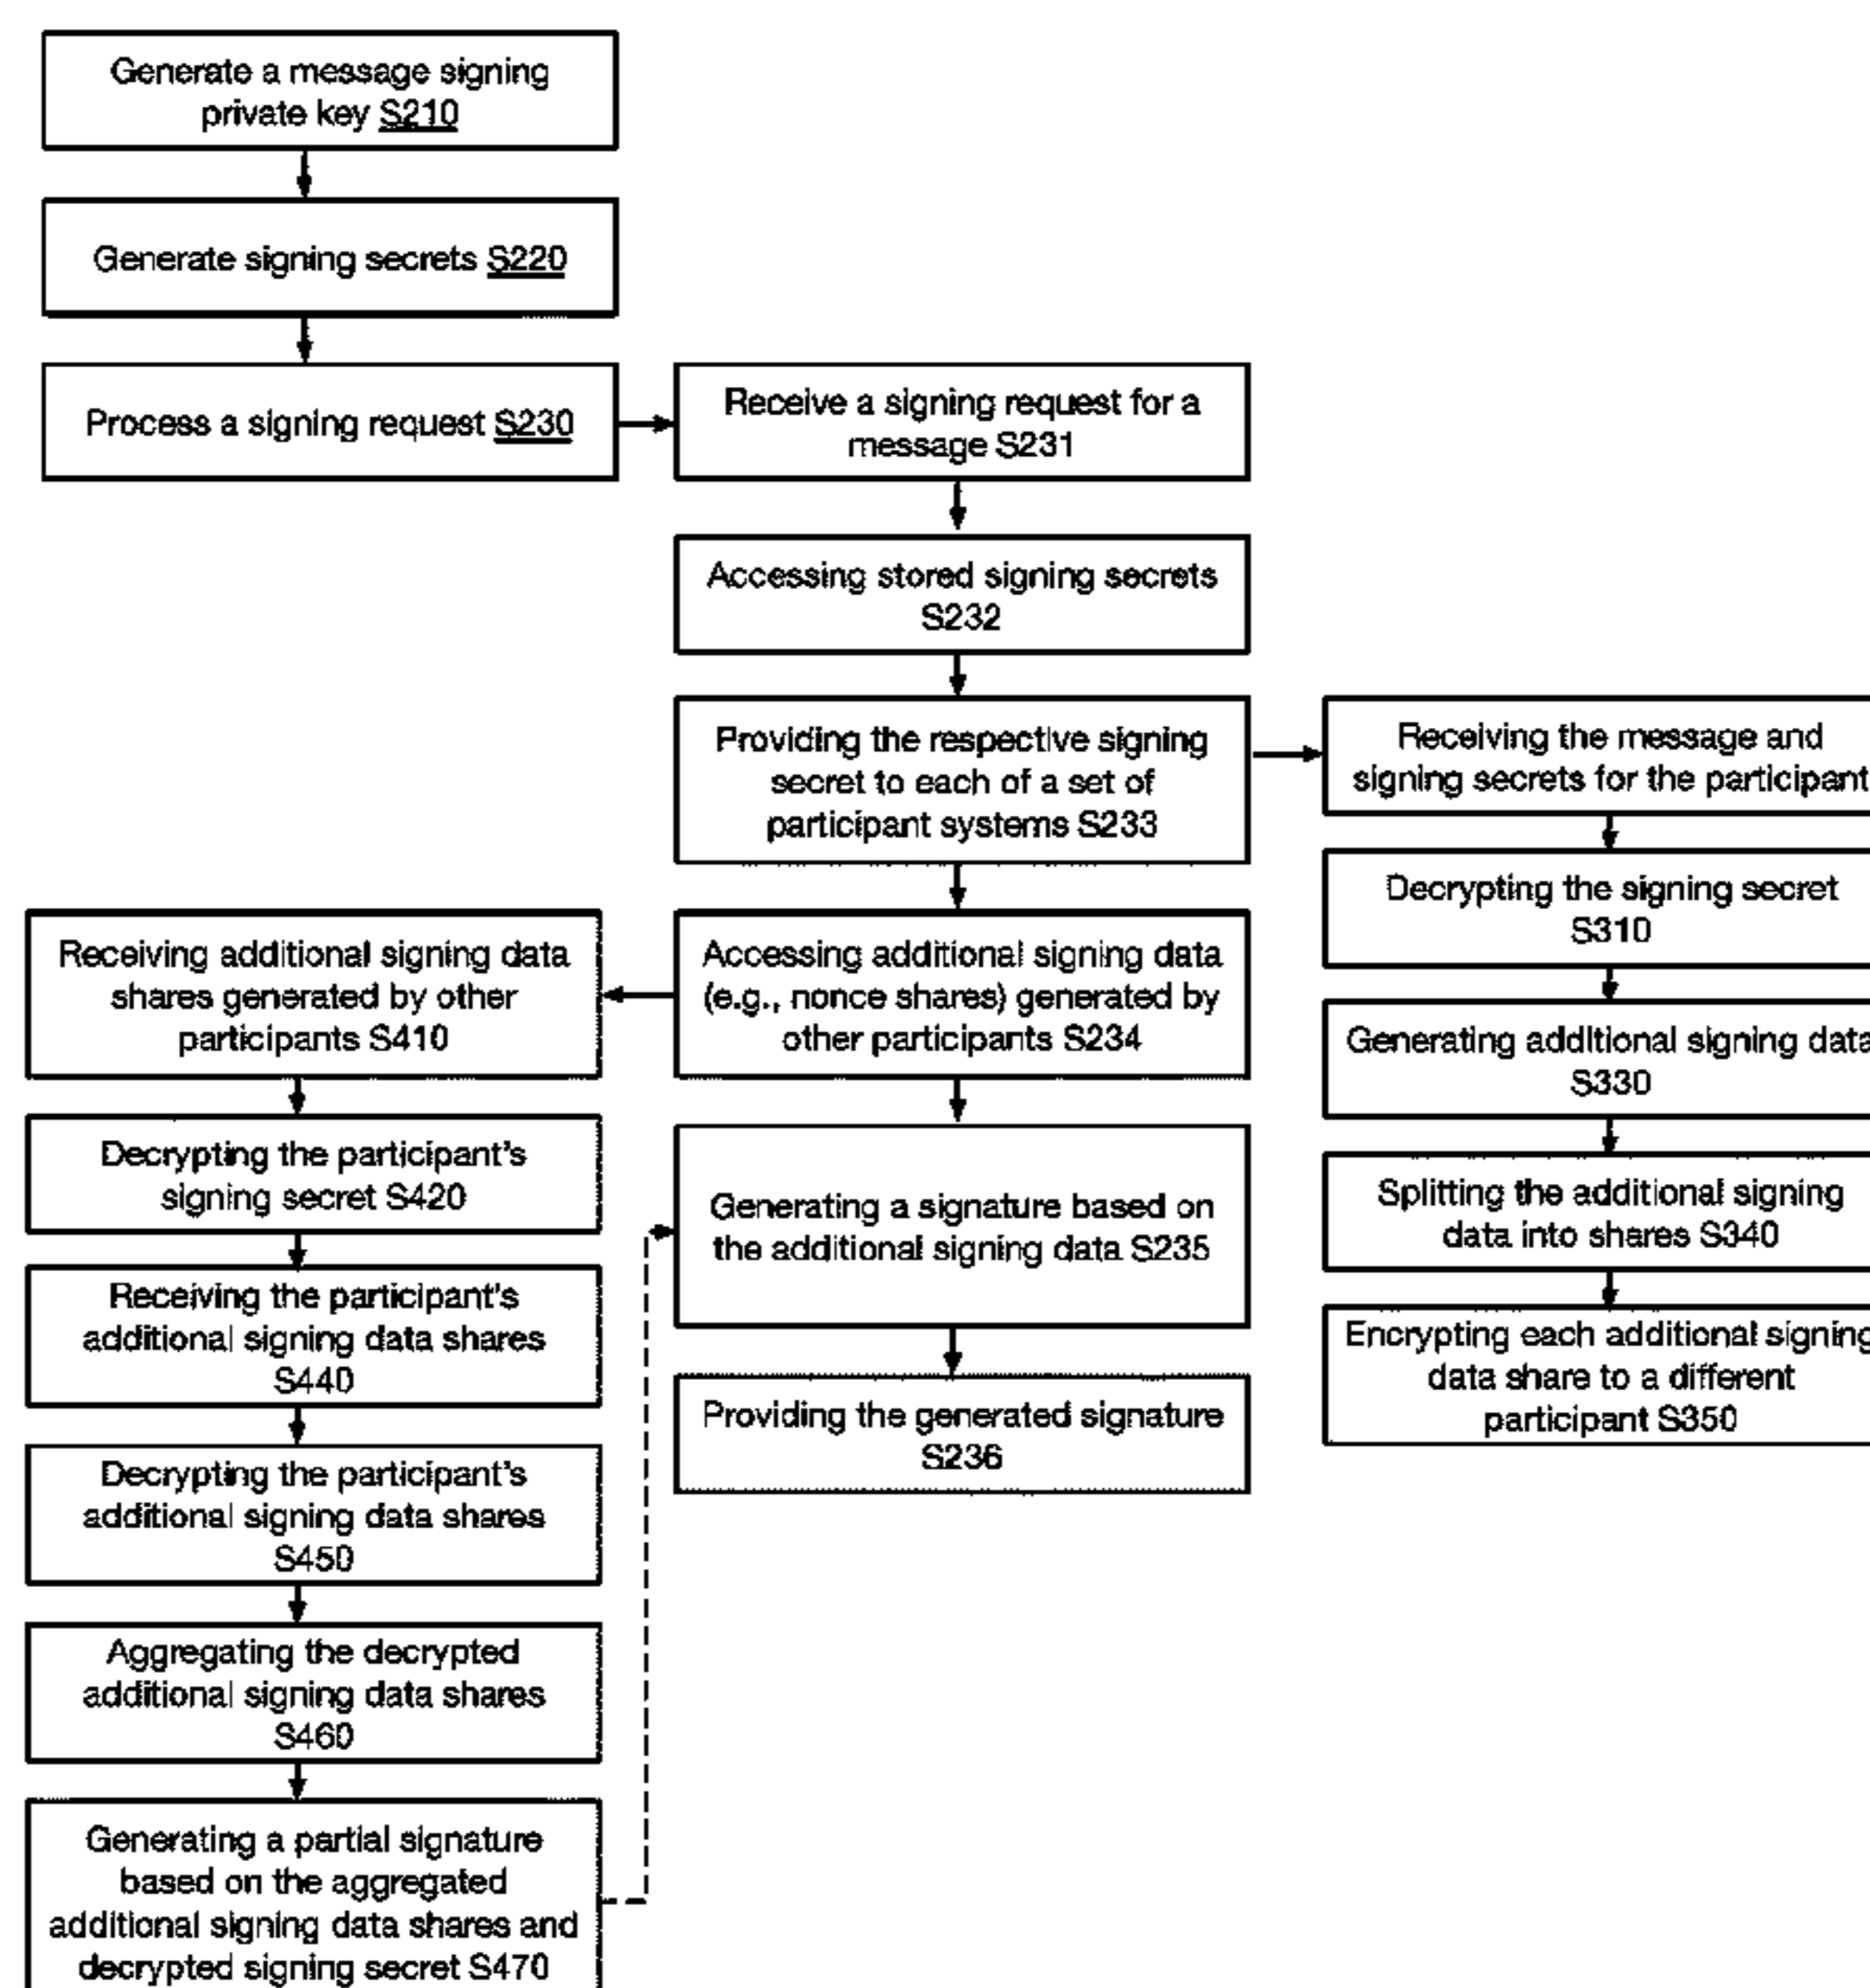 Generate a message signing
private key S210
Generate signing secrets S220
Process a signing request S230
Receive a signing request for a
message S231
Accessing stored signing secrets
S232
Providing the respective signing
secret to each of a set of
participant systems S233
Receiving the message and
signing secrets for the participant
Decrypting the signing secret
S310
Generating additional signing data
S330
Splitting the additional signing
data into shares S340
Encrypting each additional signing
data share to a different
participant S350
Accessing additional signing data
(e.g., nonce shares) generated by
other participants S234
Receiving additional signing data
shares generated by other
participants S410
Decrypting the participant's
signing secret S420
Receiving the participant's
additional signing data shares
S440
Decrypting the participant's
additional signing data shares
S450
Aggregating the decrypted
additional signing data shares
S460
Generating a partial signature
based on the aggregated
additional signing data shares and
decrypted signing secret S470
Generating a signature based on
the additional signing data S235
Providing the generated signature
S236